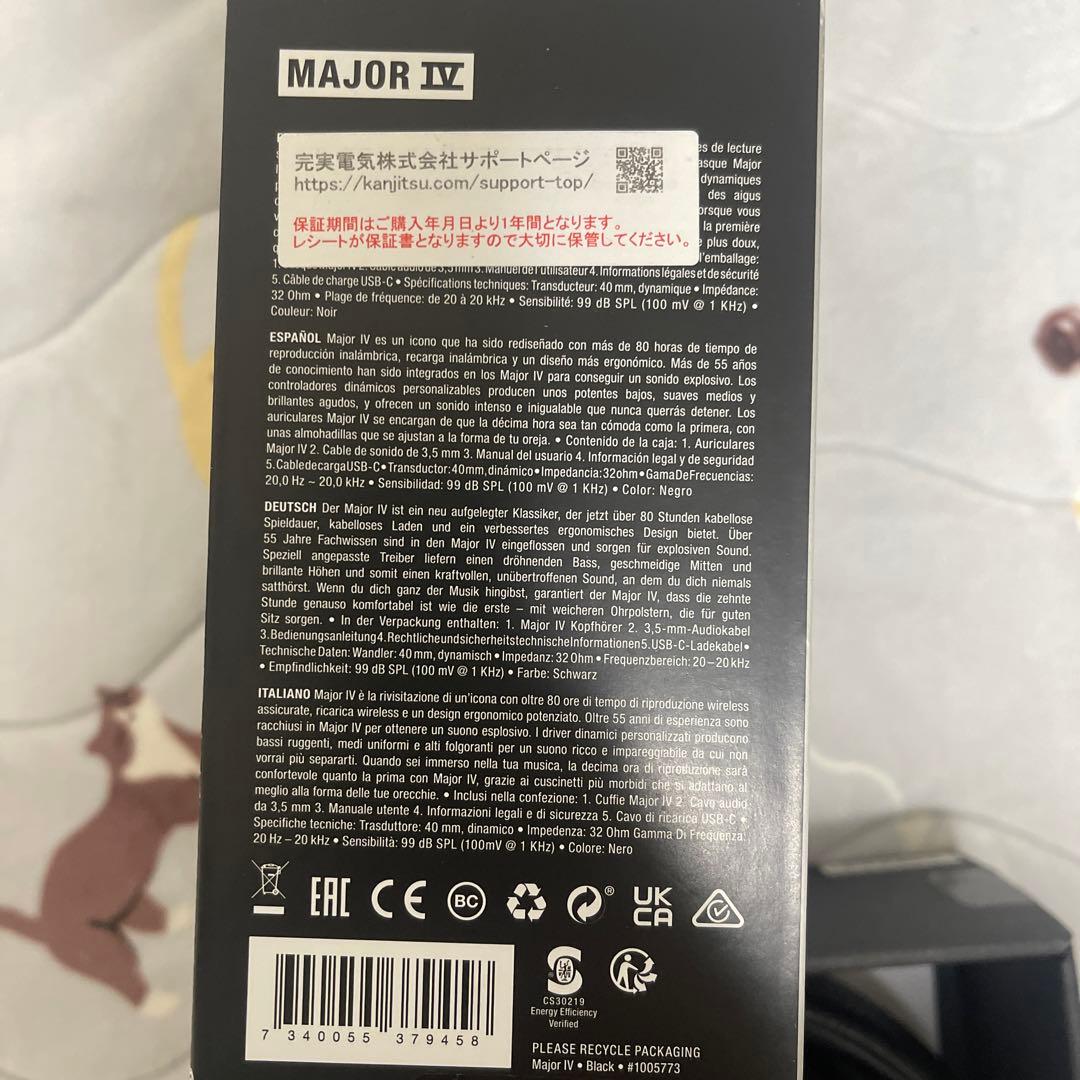 MAJOR IV
完実電気株式会社サポートページ
https://kanjitsu.com/support-top/
保証期間はご購入年月日より1年間となります。
レシートが保証書となりますので大切に保管してください。
es de lecture
asque Major
dynamiques
des aigus
orsque vous
la première
plus doux,
l'emballage:
Manuel de l'utilisateur 4. Informations légales et de sécurité
5. Câble de charge USB-C • Spécifications techniques: Transducteur: 40 mm, dynamique • Impédance:
32 Ohm • Plage de fréquence: de 20 à 20 kHz • Sensibilité: 99 dB SPL (100 mV @ 1 KHz) •
Couleur: Noir
ESPAÑOL Major IV es un icono que ha sido rediseñado con más de 80 horas de tiempo de
reproducción inalámbrica, recarga inalámbrica y un diseño más ergonómico. Más de 55 años
de conocimiento han sido integrados en los Major IV para conseguir un sonido explosivo. Los
controladores dinámicos personalizables producen unos potentes bajos, suaves medios y
brillantes agudos, y ofrecen un sonido intenso e inigualable que nunca querrás detener. Los
auriculares Major IV se encargan de que la décima hora sea tan cómoda como la primera, con
unas almohadillas que se ajustan a la forma de tu oreja. • Contenido de la caja: 1. Auriculares
Major IV 2. Cable de sonido de 3,5 mm 3. Manual del usuario 4. Información legal y de seguridad
5.CabledecargaUSB-C•Transductor:40mm,dinámico•Impedancia:32ohm•GamaDeFrecuencias:
20,0 Hz ~ 20,0 kHz • Sensibilidad: 99 dB SPL (100 mV @ 1 KHz) • Color: Negro
DEUTSCH Der Major IV ist ein neu aufgelegter Klassiker, der jetzt über 80 Stunden kabellose
Spieldauer, kabelloses Laden und ein verbessertes ergonomisches Design bietet. Über
55 Jahre Fachwissen sind in den Major IV eingeflossen und sorgen für explosiven Sound.
Speziell angepasste Treiber liefern einen dröhnenden Bass, geschmeidige Mitten und
brillante Höhen und somit einen kraftvollen, unübertroffenen Sound, an dem du dich niemals
satthörst. Wenn du dich ganz der Musik hingibst, garantiert der Major IV, dass die zehnte
Stunde genauso komfortabel ist wie die erste – mit weicheren Ohrpolstern, die für guten
Sitz sorgen. • In der Verpackung enthalten: 1. Major IV Kopfhörer 2. 3,5-mm-Audiokabel
3.Bedienungsanleitung4.RechtlicheundsicherheitstechnischeInformationen5.USB-C-Ladekabel•
Technische Daten: Wandler: 40 mm, dynamisch • Impedanz: 32 Ohm • Frequenzbereich: 20–20 kHz
• Empfindlichkeit: 99 dB SPL (100 mV @ 1 KHz) • Farbe: Schwarz
ITALIANO Major IV è la rivisitazione di un'icona con oltre 80 ore di tempo di riproduzione wireless
assicurate, ricarica wireless e un design ergonomico potenziato. Oltre 55 anni di esperienza sono
racchiusi in Major IV per ottenere un suono esplosivo. I driver dinamici personalizzati producono
bassi ruggenti, medi uniformi e alti folgoranti per un suono ricco e impareggiabile da cui non
vorrai più separarti. Quando sei immerso nella tua musica, la decima ora di riproduzione sarà
confortevole quanto la prima con Major IV, grazie ai cuscinetti più morbidi che si adattano al
meglio alla forma delle tue orecchie. • Inclusi nella confezione: 1. Cuffie Major IV 2. Cavo audio
da 3,5 mm 3. Manuale utente 4. Informazioni legali e di sicurezza 5. Cavo di ricarica USB-C •
Specifiche tecniche: Trasduttore: 40 mm, dinamico • Impedenza: 32 Ohm Gamma Di Frequenza:
20 Hz – 20 kHz • Sensibilità: 99 dB SPL (100mV @ 1 KHz) • Colore: Nero
EAC CE BC ® UK CA
7 340055 379458
CS30219
Energy Efficiency
Verified
PLEASE RECYCLE PACKAGING
Major IV • Black • #1005773